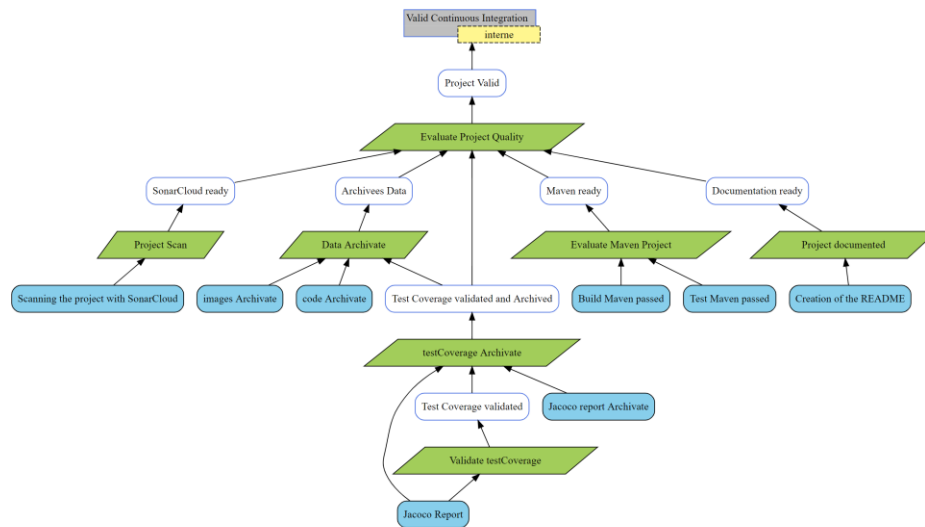 Valid Continuous Integration
interne
Project Valid
Evaluate Project Quality
SonarCloud ready
Archivees Data
Maven ready
Documentation ready
Project Scan
Data Archivate
Evaluate Maven Project
Project documented
Scanning the project with SonarCloud
images Archivate
code Archivate
Test Coverage validated and Archived
Build Maven passed
Test Maven passed
Creation of the README
testCoverage Archivate
Test Coverage validated
Jacoco report Archivate
Validate testCoverage
Jacoco Report